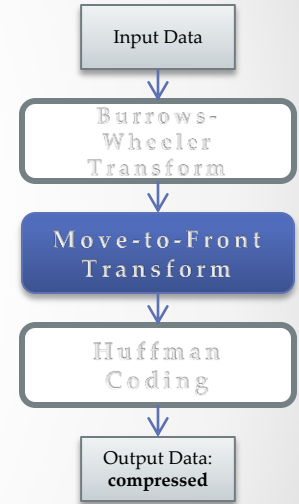 Input Data
Burrows-
Wheeler
Transform
Move-to-Front
Transform
Huffman
Coding
Output Data:
compressed